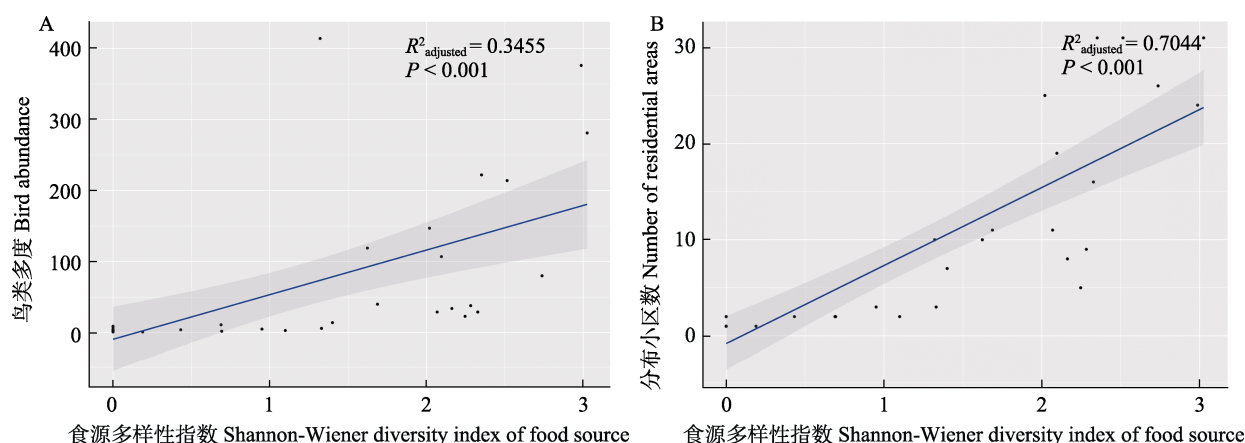 A
R²adjusted = 0.3455
P < 0.001
400
300
200
100
0
鸟类多度 Bird abundance
0 1 2 3
食源多样性指数 Shannon-Wiener diversity index of food source
B
R²adjusted = 0.7044
P < 0.001
30
20
10
0
分布小区数 Number of residential areas
0 1 2 3
食源多样性指数 Shannon-Wiener diversity index of food source